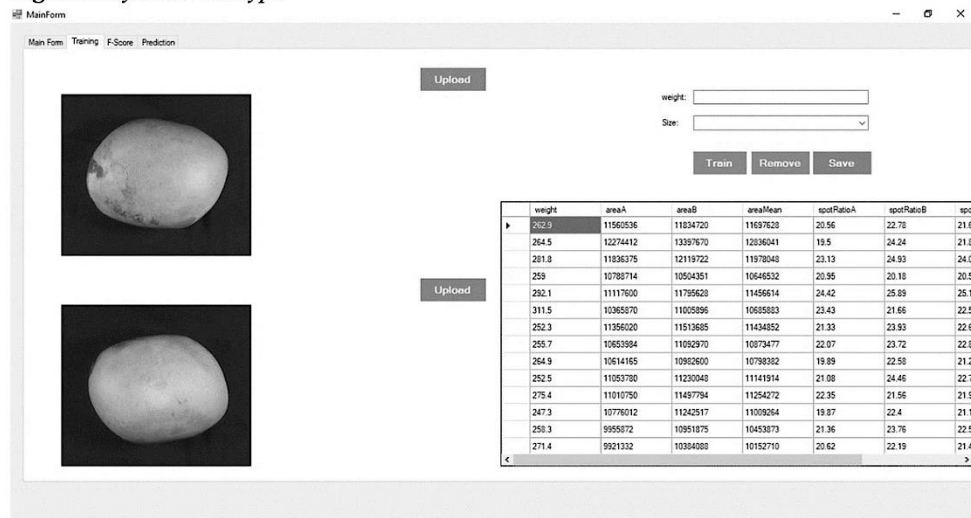 MainForm
Main Form Training F-Score Prediction
Upload
weight:
Size:
Train Remove Save
weight areaA areaB areaMean spotRatioA spotRatioB
262.9 11560536 11834720 11697628 20.56 22.78
264.5 12274412 13397670 12836041 19.5 24.24
281.8 11836375 12119722 11978048 23.13 24.93
259 10788714 10504351 10646532 20.95 20.18
292.1 11117600 11795628 11456614 24.42 25.89
311.5 10365870 11005896 10685883 23.43 21.66
252.3 11356020 11513685 11434852 21.33 23.93
255.7 10653984 11092970 10873477 22.07 23.72
264.9 10614165 10982600 10798382 19.89 22.58
252.5 11053780 11230048 11141914 21.08 24.46
275.4 11010750 11497794 11254272 22.35 21.56
247.3 10776012 11242517 11009264 19.87 22.4
258.3 9955872 10951875 10453873 21.36 23.76
271.4 9921332 10384088 10152710 20.62 22.19
Upload